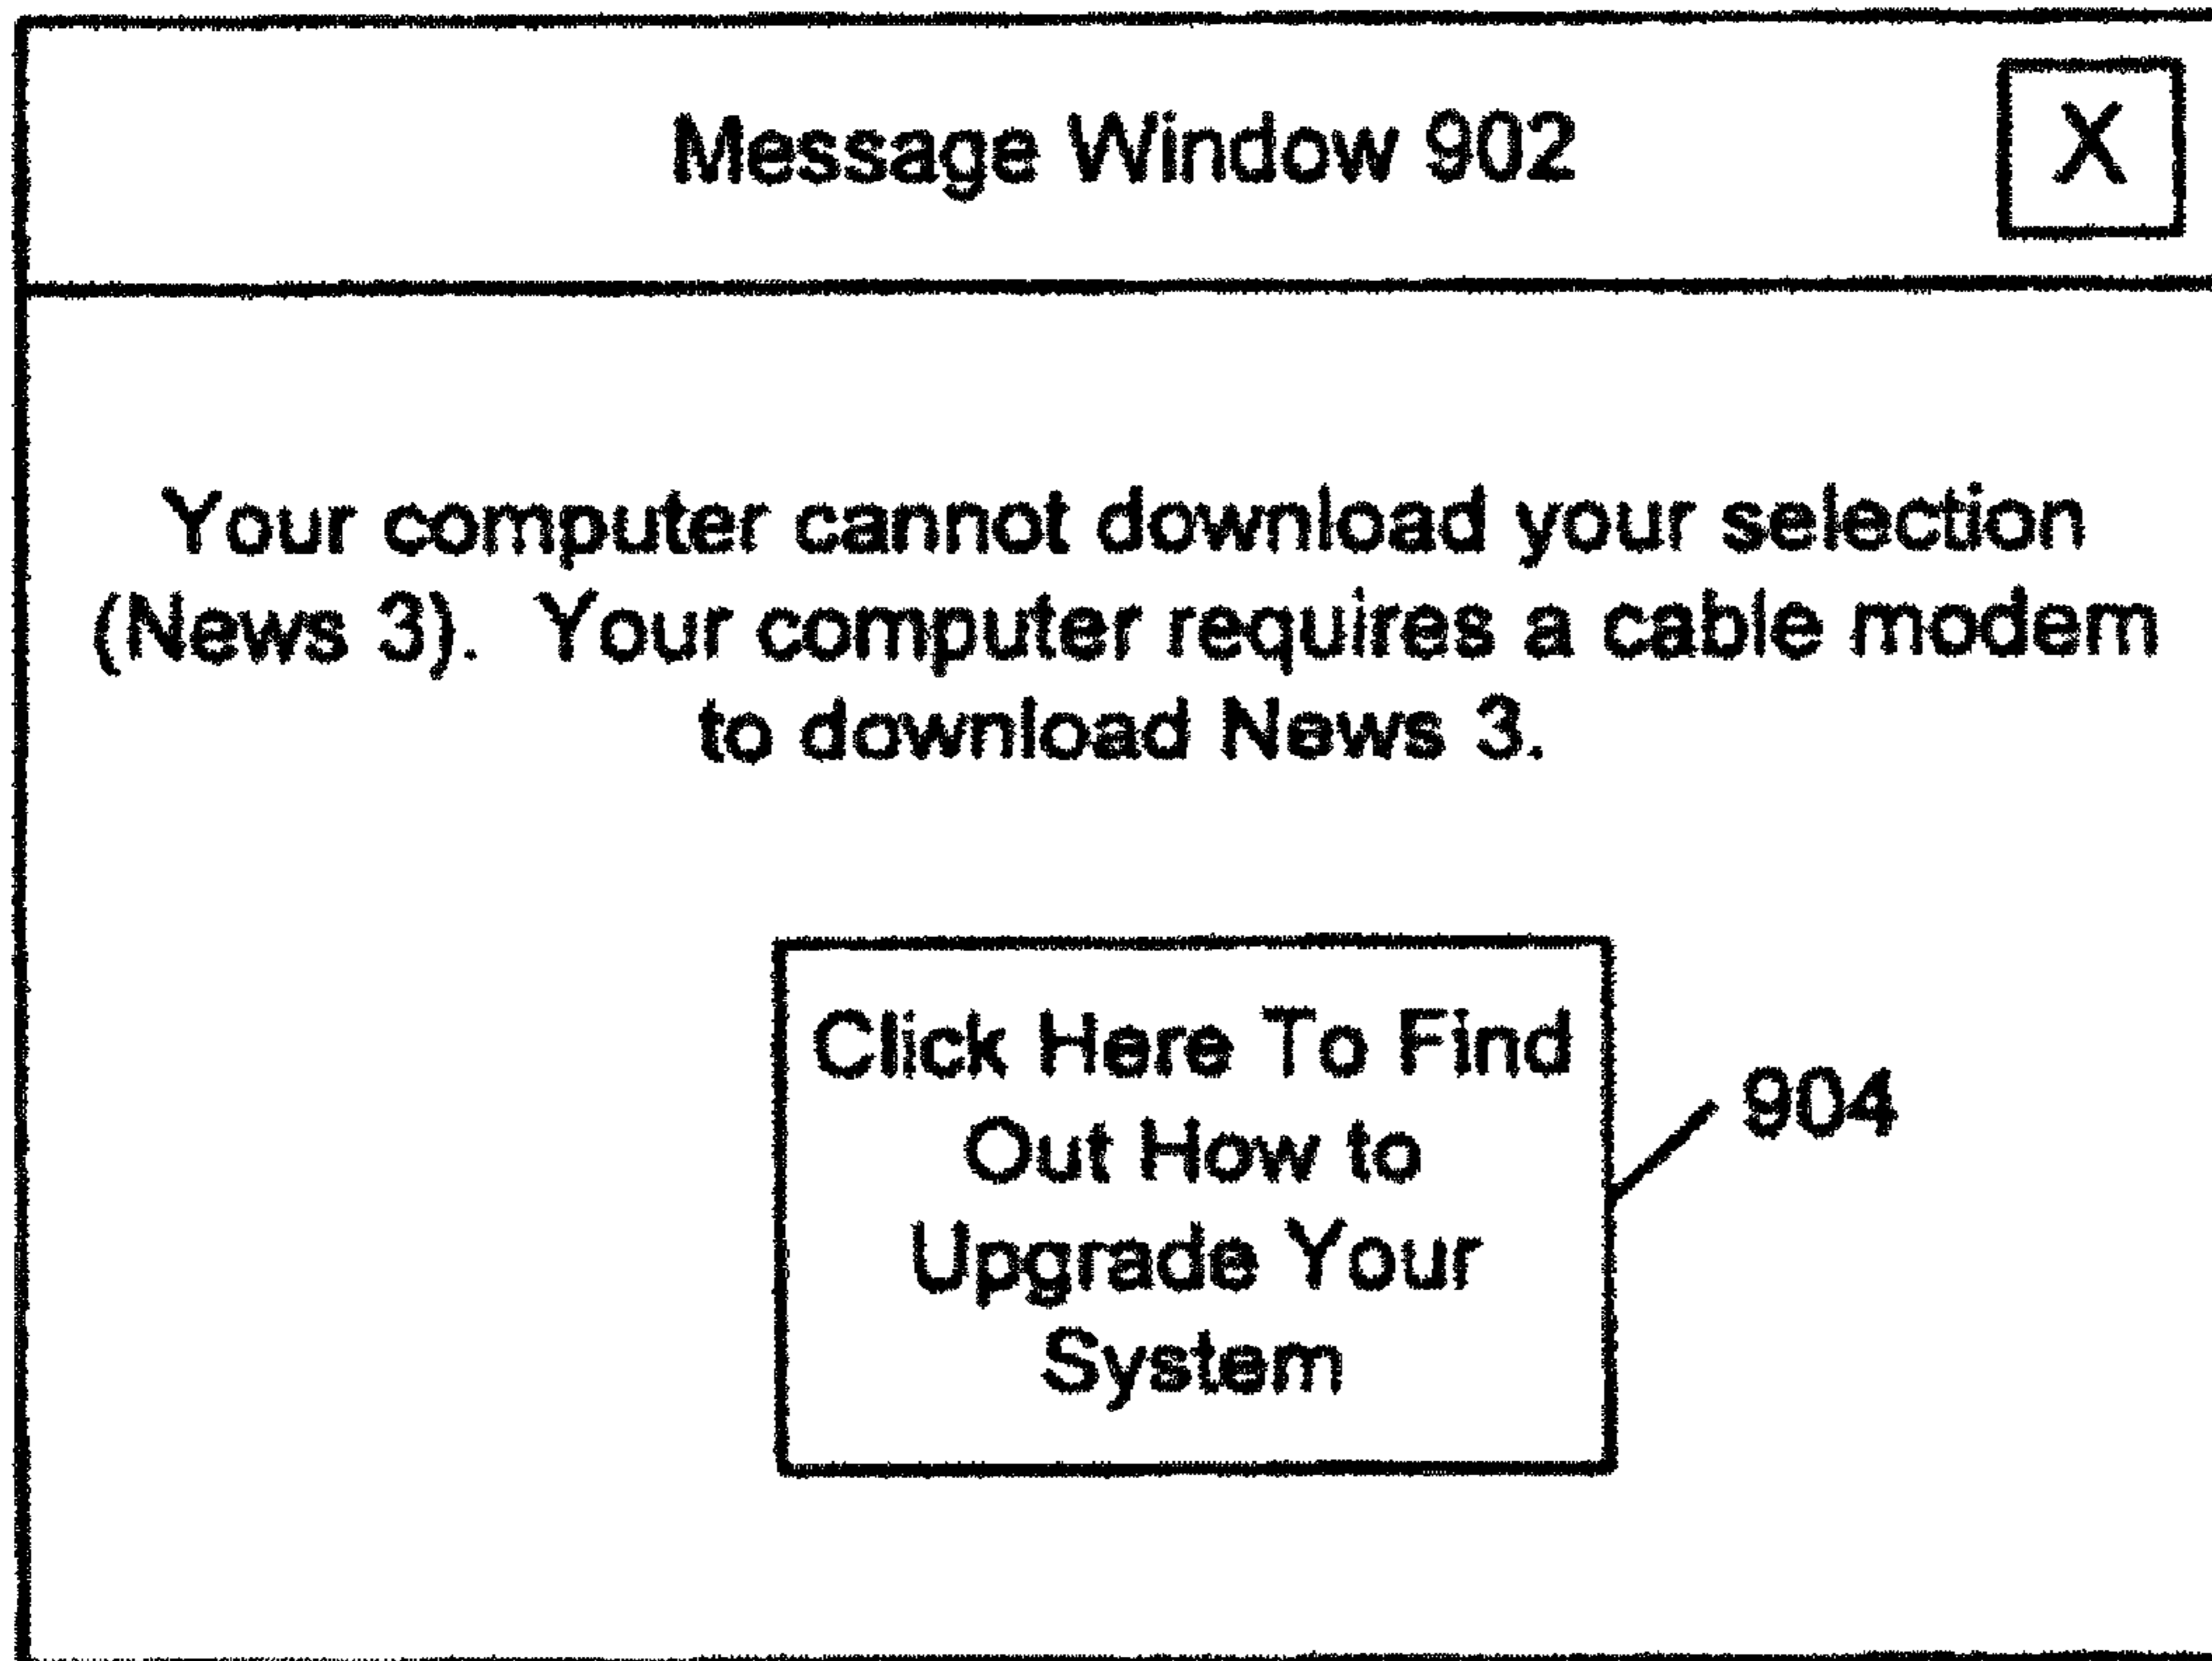 Message Window 902
X
Your computer cannot download your selection
(News 3).  Your computer requires a cable modem
to download News 3.
Click Here To Find
Out How to
Upgrade Your
System
904